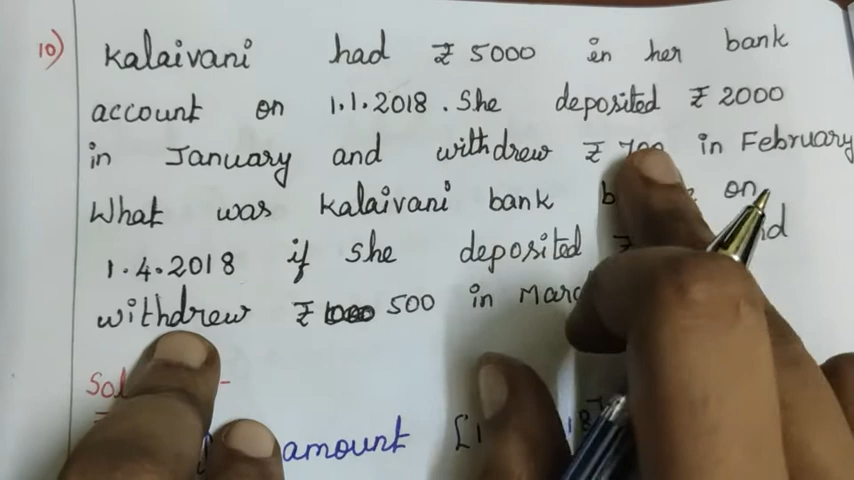 10) Kalaivani had ₹ 5000 in her bank
account on 1.1.2018. She deposited ₹ 2000
in January and withdrew ₹ 700 in February
What was Kalaivani bank on
1.4.2018 if she deposited ₹
withdrew ₹ 500 in
amount